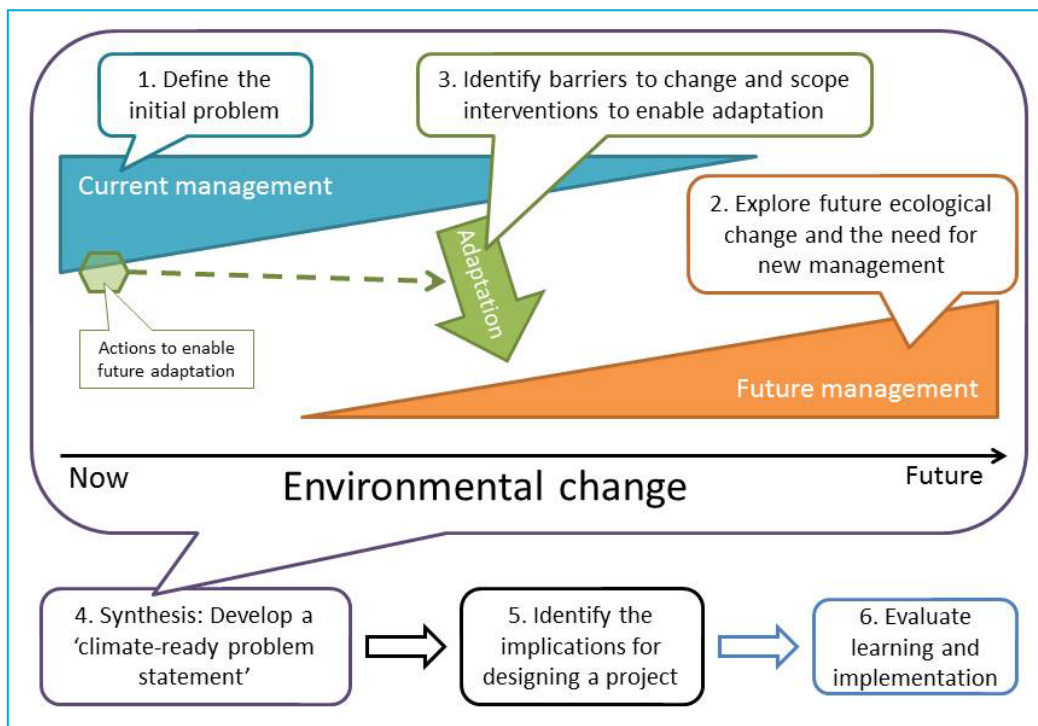 1. Define the
initial problem
3. Identify barriers to change and scope
interventions to enable adaptation
Current management
2. Explore future ecological
change and the need for
new management
Adaptation
Actions to enable
future adaptation
Future management
Now
Environmental change
Future
4. Synthesis: Develop a
‘climate-ready problem
statement’
5. Identify the
implications for
designing a project
6. Evaluate
learning and
implementation